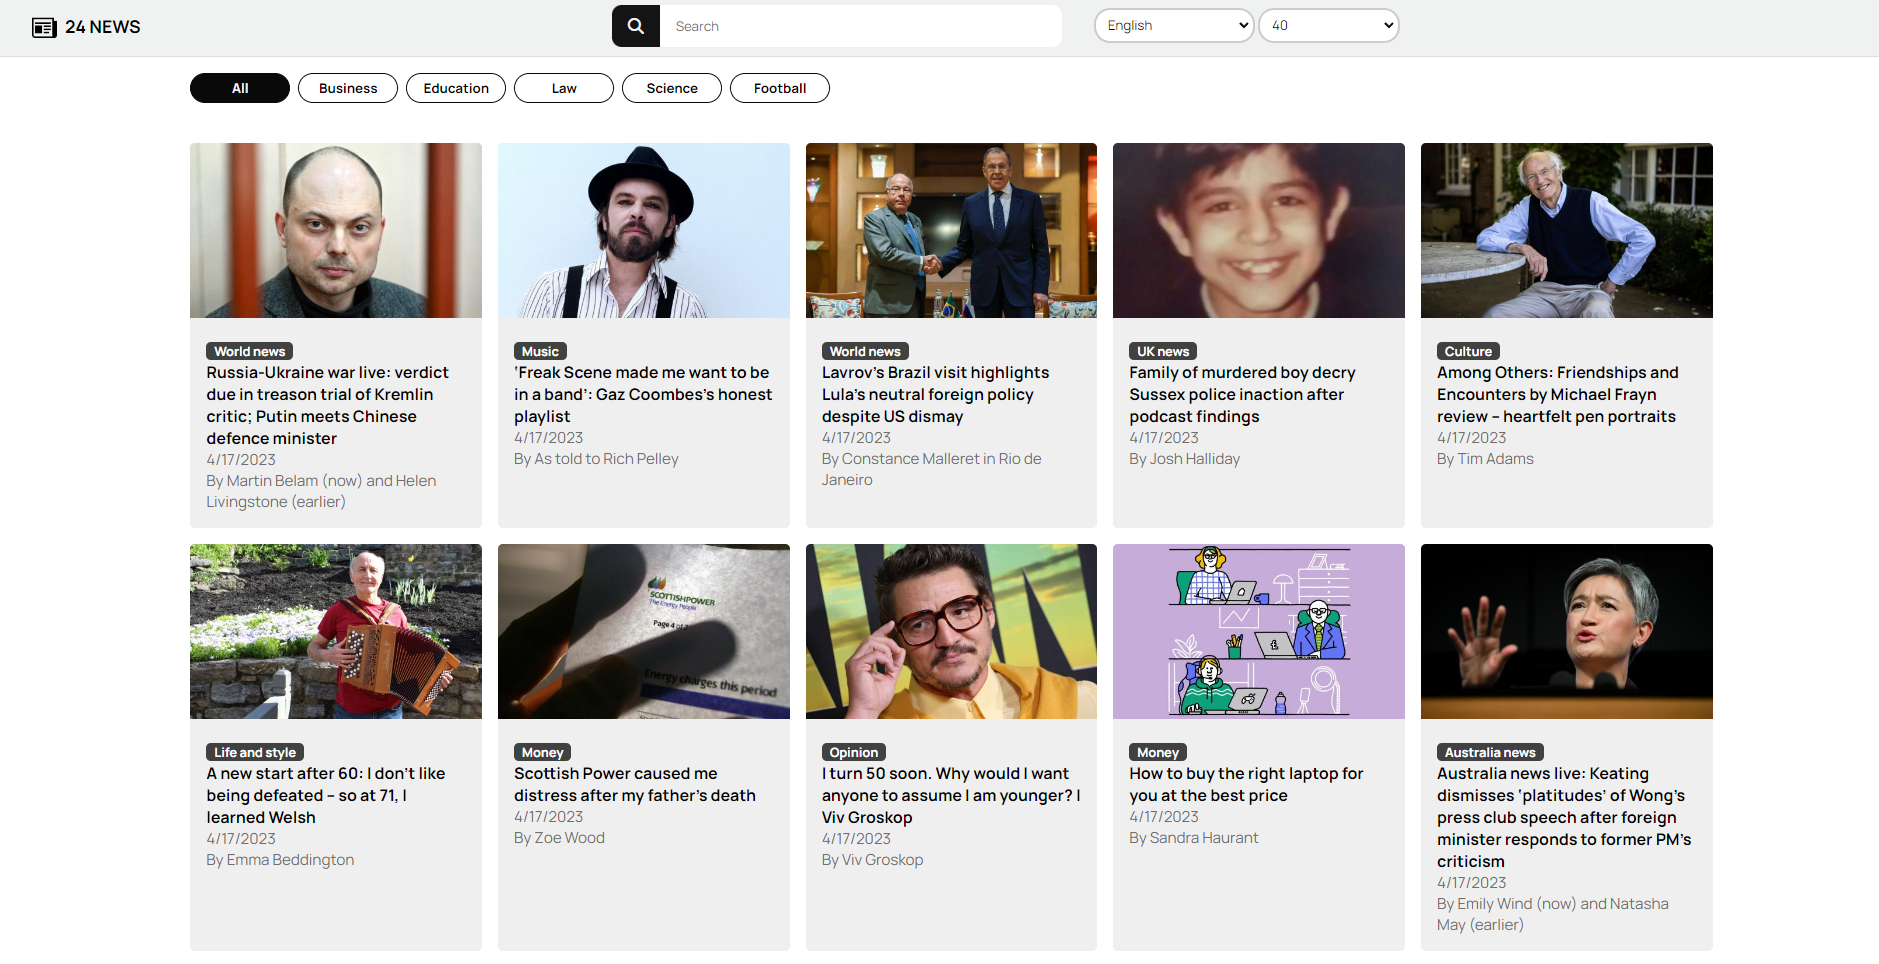 24 NEWS
Search
English
40
All
Business
Education
Law
Science
Football
World news
Russia-Ukraine war live: verdict
due in treason trial of Kremlin
critic; Putin meets Chinese
defence minister
4/17/2023
By Martin Belam (now) and Helen
Livingstone (earlier)
Music
‘Freak Scene made me want to be
in a band’: Gaz Coombes’s honest
playlist
4/17/2023
By As told to Rich Pelley
World news
Lavrov’s Brazil visit highlights
Lula’s neutral foreign policy
despite US dismay
4/17/2023
By Constance Malleret in Rio de
Janeiro
UK news
Family of murdered boy decry
Sussex police inaction after
podcast findings
4/17/2023
By Josh Halliday
Culture
Among Others: Friendships and
Encounters by Michael Frayn
review – heartfelt pen portraits
4/17/2023
By Tim Adams
Life and style
A new start after 60: I don’t like
being defeated – so at 71, I
learned Welsh
4/17/2023
By Emma Beddington
SCOTTISHPOWER
The Energy People
Page 4 of
Energy charges this period
Money
Scottish Power caused me
distress after my father’s death
4/17/2023
By Zoe Wood
Opinion
I turn 50 soon. Why would I want
anyone to assume I am younger? |
Viv Groskop
4/17/2023
By Viv Groskop
Money
How to buy the right laptop for
you at the best price
4/17/2023
By Sandra Haurant
Australia news
Australia news live: Keating
dismisses ‘platitudes’ of Wong’s
press club speech after foreign
minister responds to former PM’s
criticism
4/17/2023
By Emily Wind (now) and Natasha
May (earlier)